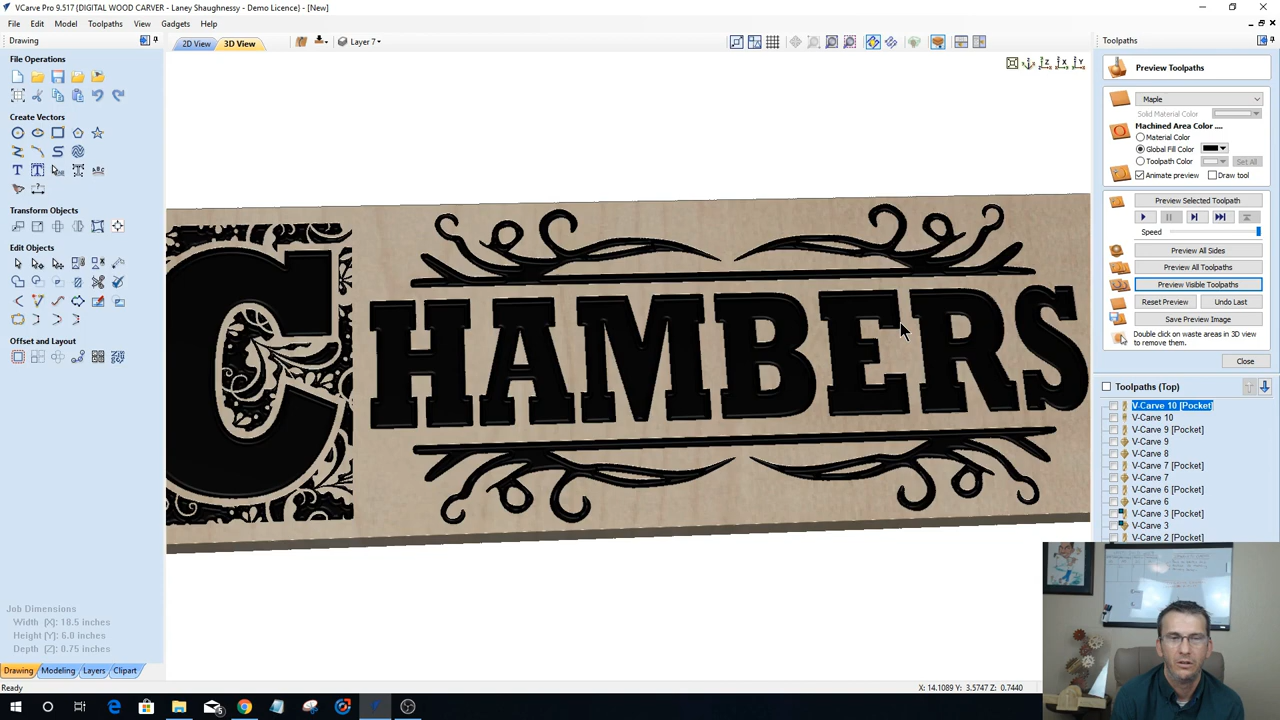 VCarve Pro 9.517 {DIGITAL WOOD CARVER - Laney Shaughnessy - Demo Licence} - [New]
File Edit Model Toolpaths View Gadgets Help
Drawing
2D View 3D View
Layer 7
File Operations
Create Vectors
Transform Objects
Edit Objects
Offset and Layout
Job Dimensions
Width (X): 18.5 inches
Height (Y): 6.0 inches
Depth (Z): 0.75 inches
Drawing Modeling Layers Clipart
Ready
CHAMBERS
Toolpaths
Preview Toolpaths
Maple
Solid Material Color
Machined Area Color ....
Material Color
Global Fill Color
Toolpath Color Set All
Animate preview Draw tool
Preview Selected Toolpath
Speed
Preview All Sides
Preview All Toolpaths
Preview Visible Toolpaths
Reset Preview Undo Last
Save Preview Image
Double click on waste areas in 3D view
to remove them.
Close
Toolpaths (Top)
V-Carve 10 [Pocket]
V-Carve 10
V-Carve 9 [Pocket]
V-Carve 9
V-Carve 8
V-Carve 7 [Pocket]
V-Carve 7
V-Carve 6 [Pocket]
V-Carve 6
V-Carve 3 [Pocket]
V-Carve 3
V-Carve 2 [Pocket]
X: 14.1089 Y: 3.5747 Z: 0.7440